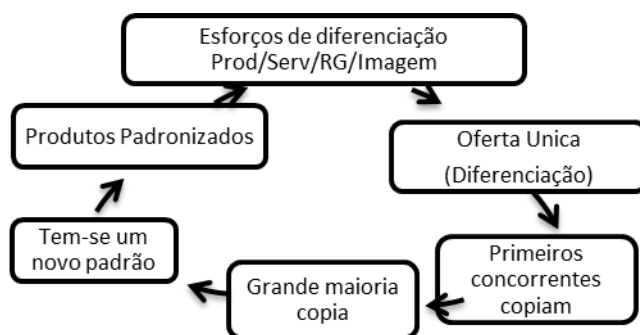 Esforços de diferenciação
Prod/Serv/RG/Imagem
Produtos Padronizados
Oferta Unica
(Diferenciação)
Tem-se um
novo padrão
Grande maioria
copia
Primeiros
concorrentes
copiam